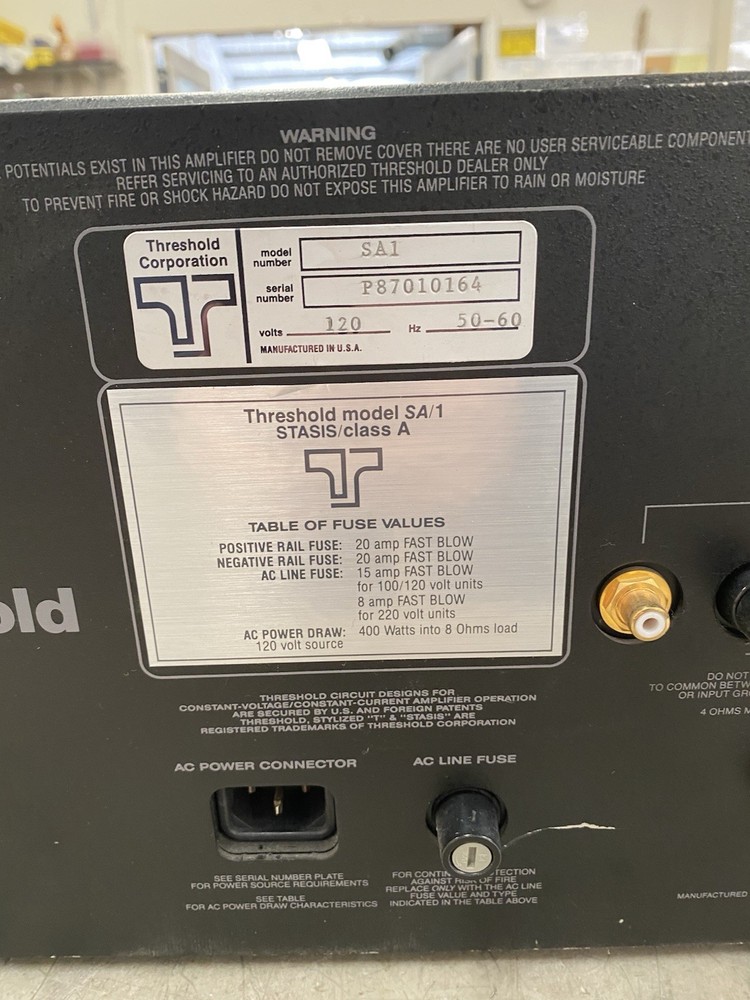 WARNING
POTENTIALS EXIST IN THIS AMPLIFIER DO NOT REMOVE COVER THERE ARE NO USER SERVICEABLE COMPONENT
REFER SERVICING TO AN AUTHORIZED THRESHOLD DEALER ONLY
TO PREVENT FIRE OR SHOCK HAZARD DO NOT EXPOSE THIS AMPLIFIER TO RAIN OR MOISTURE
Threshold
Corporation
model
number
SA1
serial
number
P87010164
volts 120 Hz 50-60
MANUFACTURED IN U.S.A.
Threshold model SA/1
STASIS/class A
TABLE OF FUSE VALUES
POSITIVE RAIL FUSE: 20 amp FAST BLOW
NEGATIVE RAIL FUSE: 20 amp FAST BLOW
AC LINE FUSE: 15 amp FAST BLOW
for 100/120 volt units
8 amp FAST BLOW
for 220 volt units
AC POWER DRAW: 400 Watts into 8 Ohms load
120 volt source
old
THRESHOLD CIRCUIT DESIGNS FOR
CONSTANT-VOLTAGE/CONSTANT-CURRENT AMPLIFIER OPERATION
ARE SECURED BY U.S. AND FOREIGN PATENTS
THRESHOLD, STYLIZED "T" & "STASIS" ARE
REGISTERED TRADEMARKS OF THRESHOLD CORPORATION
DO NOT
TO COMMON BETW
OR INPUT GR
4 OHMS M
AC POWER CONNECTOR
AC LINE FUSE
SEE SERIAL NUMBER PLATE
FOR POWER SOURCE REQUIREMENTS
SEE TABLE
FOR AC POWER DRAW CHARACTERISTICS
FOR CONTIN TECTION
AGAINST RISK OF FIRE
REPLACE ONLY WITH THE AC LINE
FUSE VALUE AND TYPE
INDICATED IN THE TABLE ABOVE
MANUFACTURED